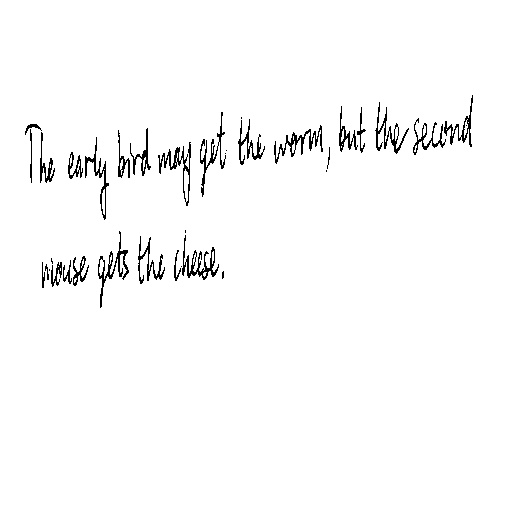 The early bird may get the worm, but the second
mouse gets the cheese.